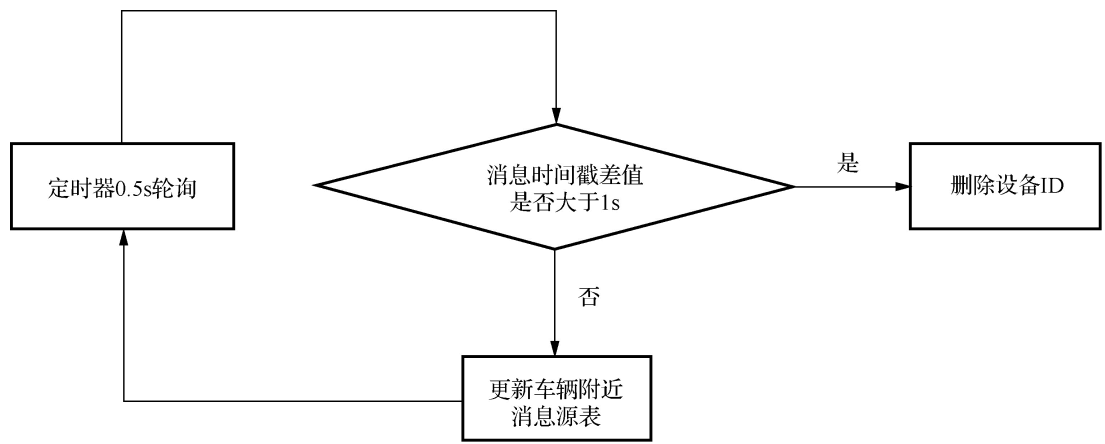 定时器0.5s轮询
消息时间戳差值
是否大于1s
是
删除设备ID
否
更新车辆附近
消息源表